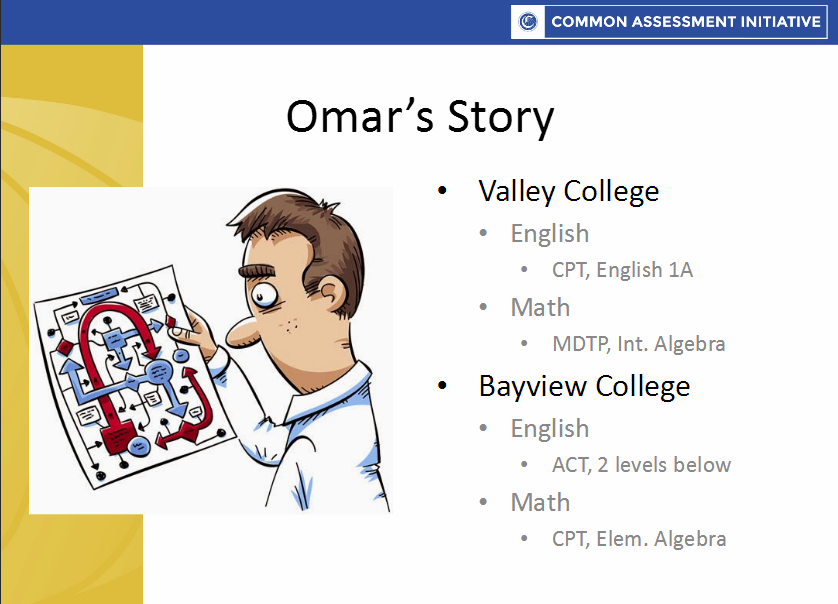 COMMON ASSESSMENT INITIATIVE
Omar’s Story
• Valley College
• English
• CPT, English 1A
• Math
• MDTP, Int. Algebra
• Bayview College
• English
• ACT, 2 levels below
• Math
• CPT, Elem. Algebra